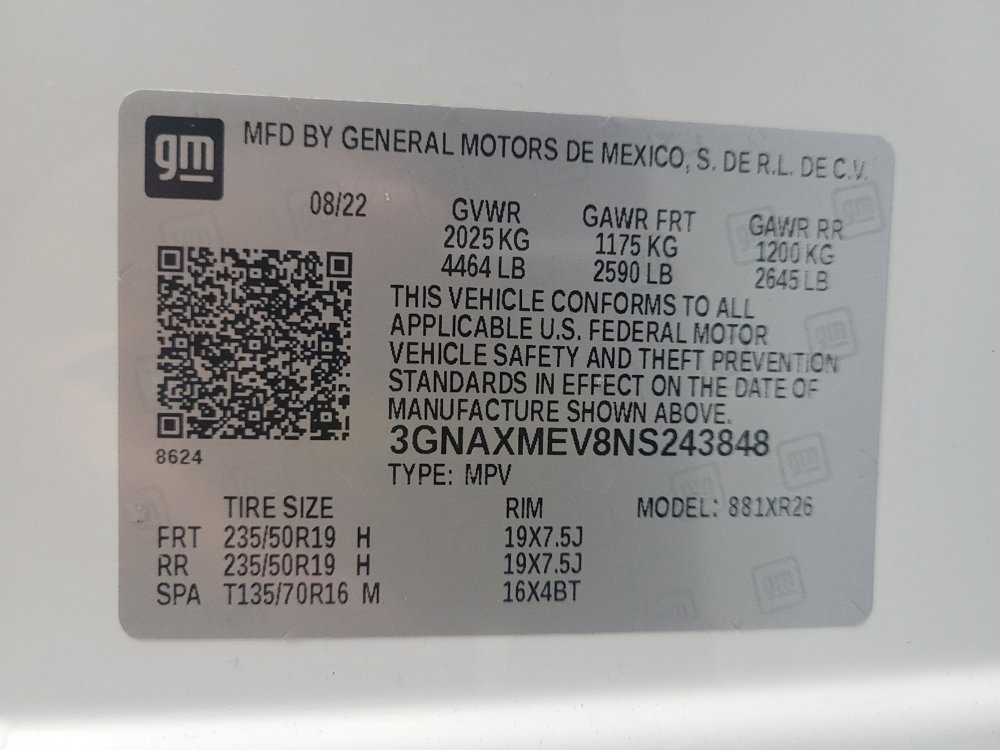 gm MFD BY GENERAL MOTORS DE MEXICO, S. DE R.L. DE C.V.
08/22 GVWR GAWR FRT GAWR RR
2025 KG 1175 KG 1200 KG
4464 LB 2590 LB 2645 LB
THIS VEHICLE CONFORMS TO ALL
APPLICABLE U.S. FEDERAL MOTOR
VEHICLE SAFETY AND THEFT PREVENTION
STANDARDS IN EFFECT ON THE DATE OF
MANUFACTURE SHOWN ABOVE.
3GNAXMEV8NS243848
8624
TYPE: MPV
TIRE SIZE RIM MODEL: 881XR26
FRT 235/50R19 H 19X7.5J
RR 235/50R19 H 19X7.5J
SPA T135/70R16 M 16X4BT